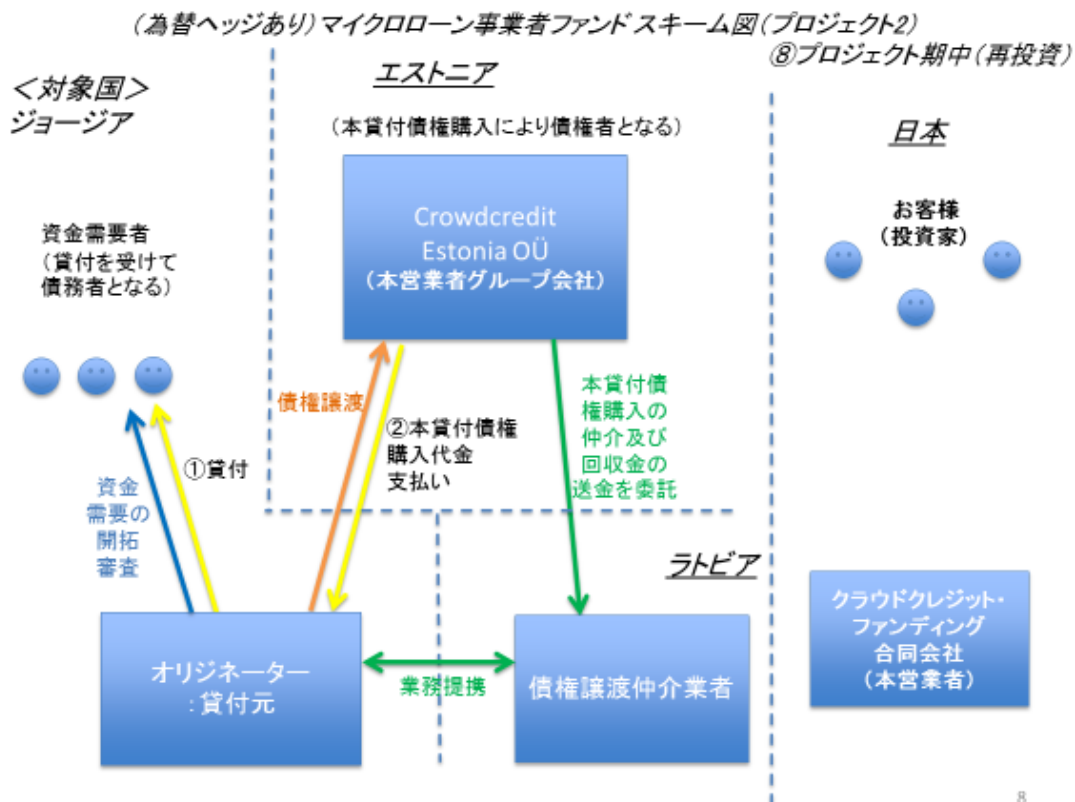 (為替ヘッジあり)マイクロローン事業者ファンド スキーム図(プロジェクト2)
⑧プロジェクト期中(再投資)
＜対象国＞
ジョージア
エストニア
日本
(本貸付債権購入により債権者となる)
Crowdcredit
Estonia OÜ
(本営業者グループ会社)
お客様
(投資家)
資金需要者
(貸付を受けて
債務者となる)
債権譲渡
②本貸付債権
購入代金
支払い
本貸付債
権購入の
仲介及び
回収金の
送金を委託
①貸付
資金
需要の
開拓
審査
ラトビア
オリジネーター
:貸付元
業務提携
債権譲渡仲介業者
クラウドクレジット・
ファンディング
合同会社
(本営業者)
8